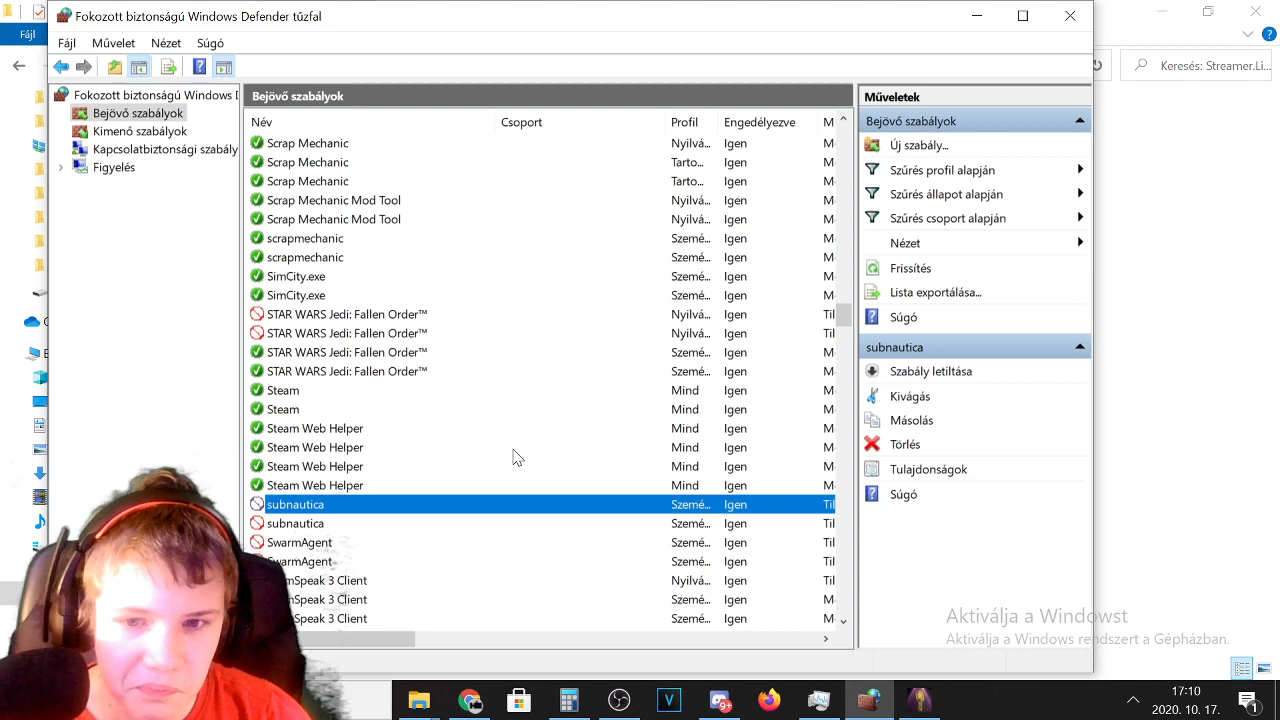 Fokozott biztonságú Windows Defender tűzfal
Fájl
Fájl Művelet Nézet Súgó
Keresés: Streamer.Li...
Fokozott biztonságú Windows D
Bejövő szabályok
Kimenő szabályok
Kapcsolatbiztonsági szabály
Figyelés
Bejövő szabályok
Név Csoport Profil Engedélyezve M
Scrap Mechanic Nyilvá... Igen M
Scrap Mechanic Tarto... Igen M
Scrap Mechanic Tarto... Igen M
Scrap Mechanic Mod Tool Nyilvá... Igen M
Scrap Mechanic Mod Tool Nyilvá... Igen M
scrapmechanic Szemé... Igen M
scrapmechanic Szemé... Igen M
SimCity.exe Szemé... Igen M
SimCity.exe Szemé... Igen M
STAR WARS Jedi: Fallen Order™ Nyilvá... Igen Til
STAR WARS Jedi: Fallen Order™ Nyilvá... Igen Til
STAR WARS Jedi: Fallen Order™ Szemé... Igen M
STAR WARS Jedi: Fallen Order™ Szemé... Igen M
Steam Mind Igen M
Steam Mind Igen M
Steam Web Helper Mind Igen M
Steam Web Helper Mind Igen M
Steam Web Helper Mind Igen M
Steam Web Helper Mind Igen M
subnautica Szemé... Igen Til
subnautica Szemé... Igen Til
SwarmAgent Szemé... Igen Til
SwarmAgent Szemé... Igen Til
mSpeak 3 Client Nyilvá... Igen Til
mSpeak 3 Client Szemé... Igen M
mSpeak 3 Client Szemé... Igen M
Műveletek
Bejövő szabályok
Új szabály...
Szűrés profil alapján
Szűrés állapot alapján
Szűrés csoport alapján
Nézet
Frissítés
Lista exportálása...
Súgó
subnautica
Szabály letiltása
Kivágás
Másolás
Törlés
Tulajdonságok
Súgó
Aktiválja a Windowst
Aktiválja a Windows rendszert a Gépházban.
17:10
2020. 10. 17.